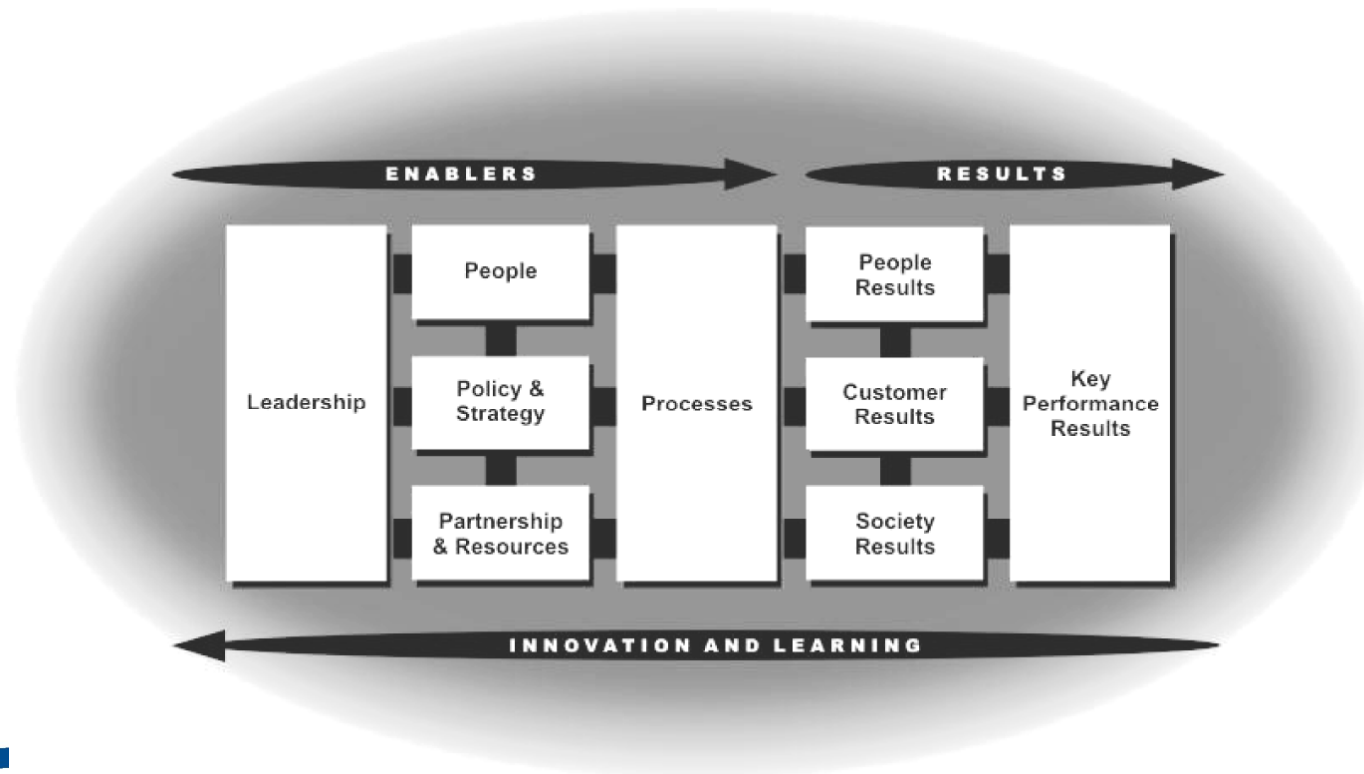 ENABLERS
RESULTS
Leadership
People
Policy &
Strategy
Partnership
& Resources
Processes
People
Results
Customer
Results
Society
Results
Key
Performance
Results
INNOVATION AND LEARNING